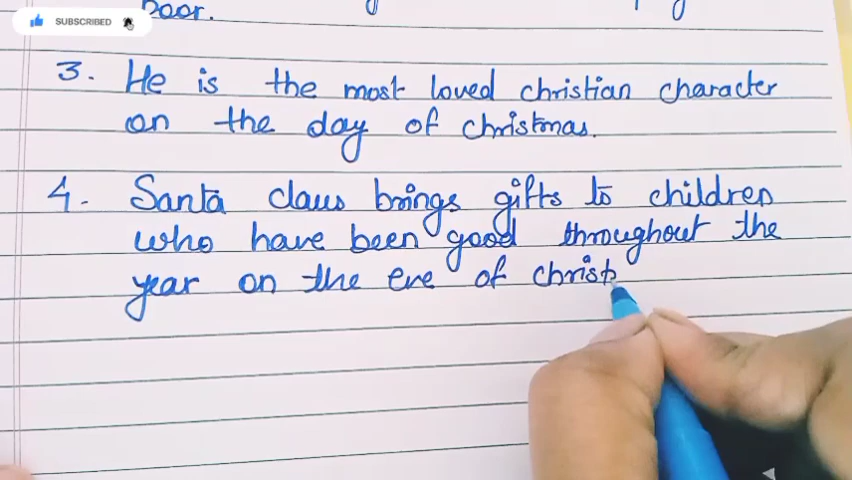 SUBSCRIBED
poor.
3. He is the most loved christian character
on the day of christmas.
4. Santa claus brings gifts to children
who have been good throughout the
year on the eve of christ